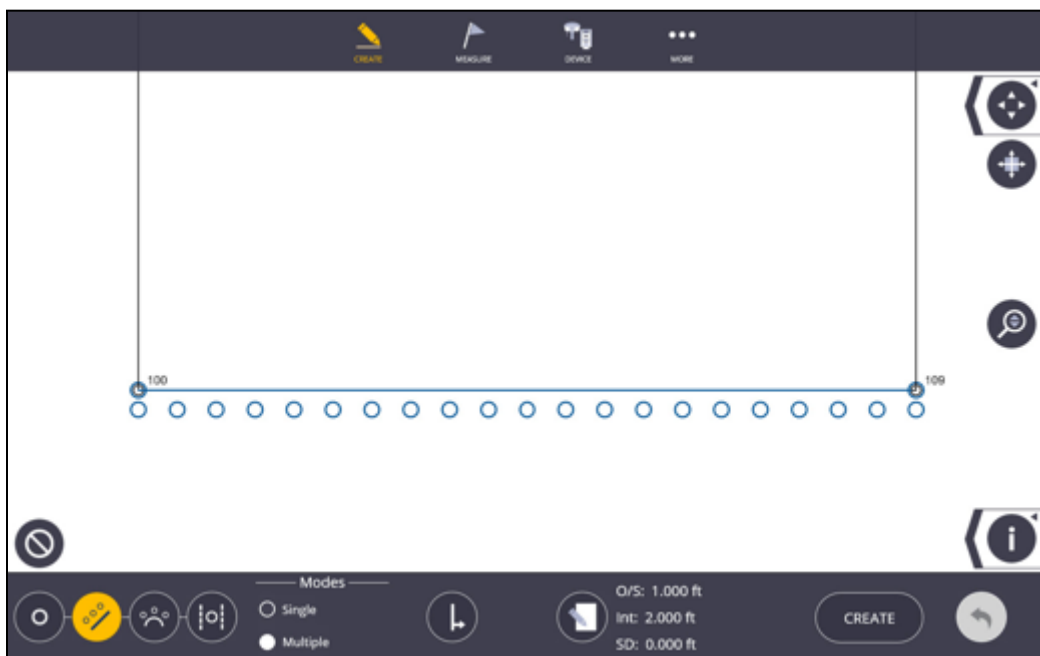 CREATE MEASURE DEVICE MORE
100
109
Modes
Single
Multiple
O/S: 1.000 ft
Int: 2.000 ft
SD: 0.000 ft
CREATE